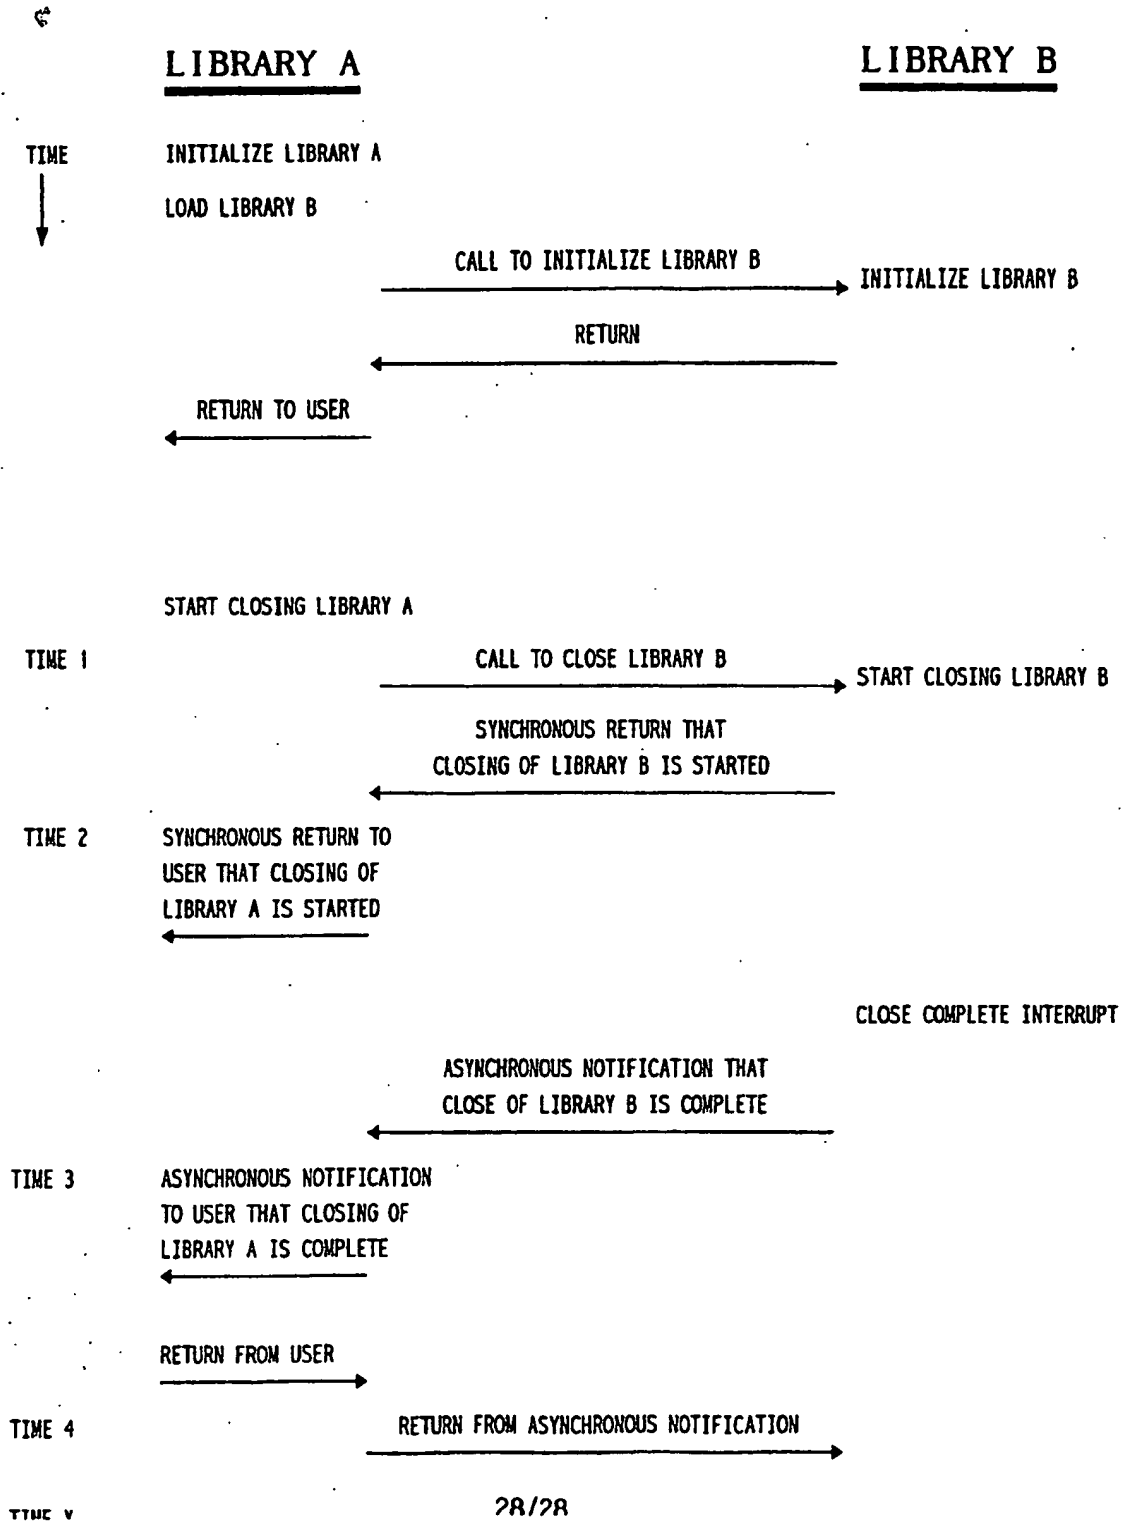 LIBRARY A
LIBRARY B
TIME
INITIALIZE LIBRARY A
LOAD LIBRARY B
CALL TO INITIALIZE LIBRARY B
INITIALIZE LIBRARY B
RETURN
RETURN TO USER
START CLOSING LIBRARY A
TIME 1
CALL TO CLOSE LIBRARY B
START CLOSING LIBRARY B
SYNCHRONOUS RETURN THAT
CLOSING OF LIBRARY B IS STARTED
TIME 2
SYNCHRONOUS RETURN TO
USER THAT CLOSING OF
LIBRARY A IS STARTED
CLOSE COMPLETE INTERRUPT
ASYNCHRONOUS NOTIFICATION THAT
CLOSE OF LIBRARY B IS COMPLETE
TIME 3
ASYNCHRONOUS NOTIFICATION
TO USER THAT CLOSING OF
LIBRARY A IS COMPLETE
RETURN FROM USER
TIME 4
RETURN FROM ASYNCHRONOUS NOTIFICATION
28/28
TIME